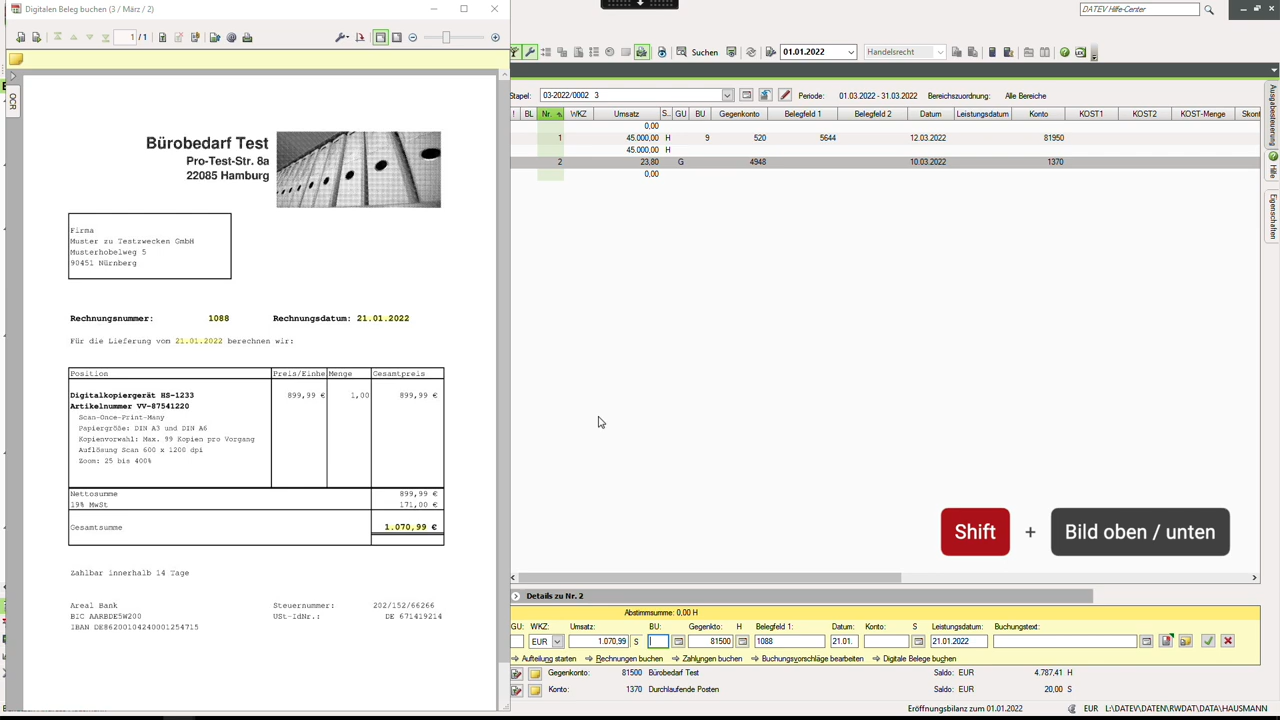 Digitalen Beleg buchen (3 / März / 2)
1 / 1
OCR
Bürobedarf Test
Pro-Test-Str. 8a
22085 Hamburg
Firma
Muster zu Testzwecken GmbH
Musterhobelweg 5
90451 Nürnberg
Rechnungsnummer: 1088 Rechnungsdatum: 21.01.2022
Für die Lieferung vom 21.01.2022 berechnen wir:
Position Preis/Einhe Menge Gesamtpreis
Digitalkopiergerät HS-1233 899,99 € 1,00 899,99 €
Artikelnummer VV-87541220
Scan-Once-Print-Many
Papiergröße: DIN A3 und DIN A6
Kopienvorwahl: Max. 99 Kopien pro Vorgang
Auflösung Scan 600 x 1200 dpi
Zoom: 25 bis 400%
Nettosumme 899,99 €
19% MwSt 171,00 €
Gesamtsumme 1.070,99 €
Zahlbar innerhalb 14 Tage
Areal Bank Steuernummer: 202/152/66266
BIC AARBDE5W200 USt-IdNr.: DE 671419214
IBAN DE86200104240001254715
DATEV Hilfe-Center
Suchen 01.01.2022 Handelsrecht
Stapel: 03-2022/0002 3 Periode: 01.03.2022 - 31.03.2022 Bereichszuordnung: Alle Bereiche
! BL Nr. WKZ Umsatz S.. GU BU Gegenkonto Belegfeld 1 Belegfeld 2 Datum Leistungsdatum Konto KOST1 KOST2 KOST-Menge Skont
0,00
1 45.000,00 H 9 520 5644 12.03.2022 81950
45.000,00 H
2 23,80 G 4948 10.03.2022 1370
0,00
Ausgabensteuerung
Hilfe
Eigenschaften
Shift + Bild oben / unten
Details zu Nr. 2
Abstimmsumme: 0,00 H
GU: WKZ: Umsatz: S BU: Gegenkto: H Belegfeld 1: Datum: Konto: S Leistungsdatum: Buchungstext:
EUR 1.070,99 S 81500 1088 21.01. 21.01.2022
Aufteilung starten Rechnungen buchen Zahlungen buchen Buchungsvorschläge bearbeiten Digitale Belege buchen
Gegenkonto: 81500 Bürobedarf Test Saldo: EUR 4.787,41 H
Konto: 1370 Durchlaufende Posten Saldo: EUR 20,00 S
Eröffnungsbilanz zum 01.01.2022 EUR L:\DATEV\DATEN\RWDAT\DATA\HAUSMANN